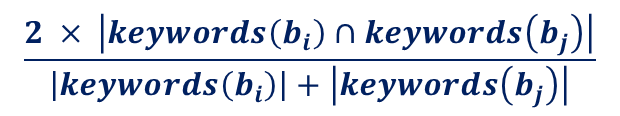 2 × |keywords(bᵢ) ∩ keywords(bⱼ)|
|keywords(bᵢ)| + |keywords(bⱼ)|